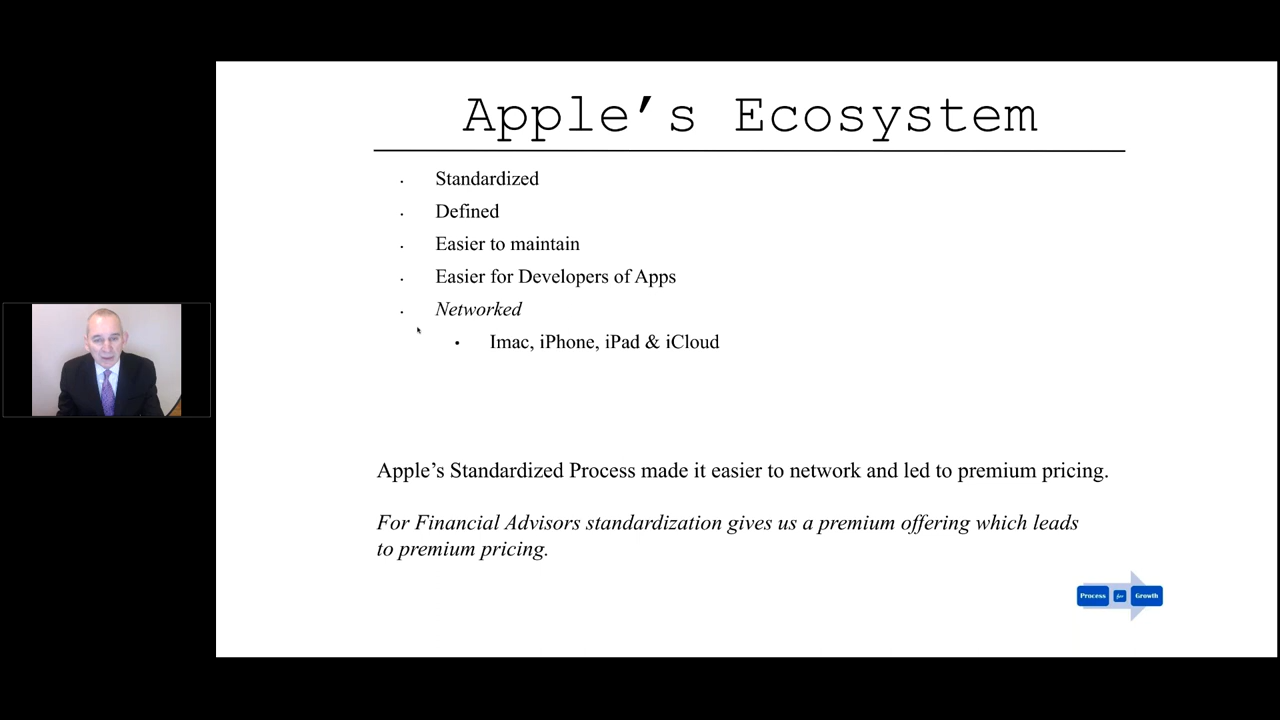 Apple’s Ecosystem
Standardized
Defined
Easier to maintain
Easier for Developers of Apps
Networked
Imac, iPhone, iPad & iCloud
Apple’s Standardized Process made it easier to network and led to premium pricing.
For Financial Advisors standardization gives us a premium offering which leads
to premium pricing.
Process for Growth